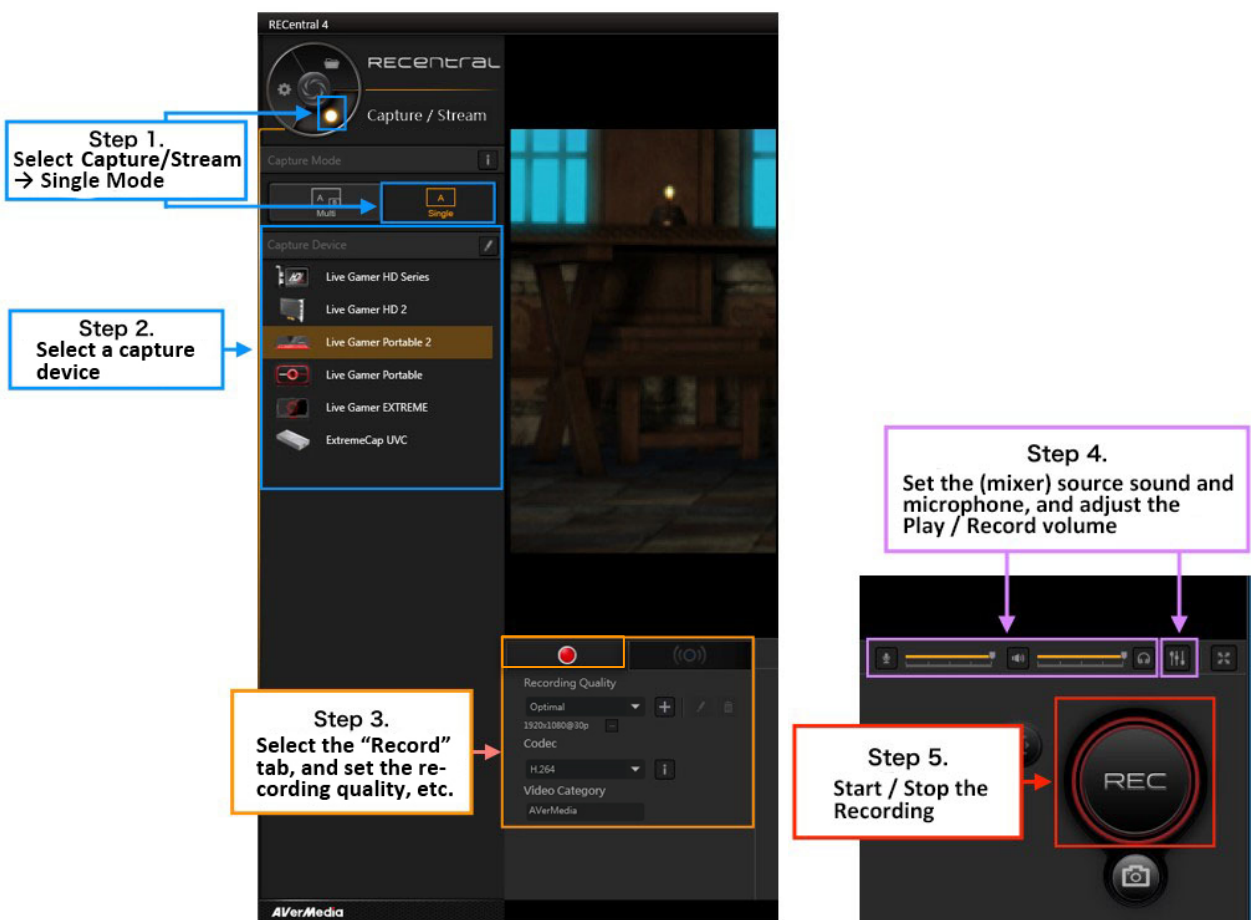 RECentral 4
RECentral
Capture / Stream
Step 1.
Select Capture/Stream
→ Single Mode
Capture Mode
i
A B
Multi
A
Single
Capture Device
Live Gamer HD Series
Live Gamer HD 2
Step 2.
Select a capture
device
Live Gamer Portable 2
Live Gamer Portable
Live Gamer EXTREME
ExtremeCap UVC
Step 3.
Select the “Record”
tab, and set the re-
cording quality, etc.
Recording Quality
Optimal
1920x1080@30p
Codec
H.264
i
Video Category
AVerMedia
AVerMedia
Step 4.
Set the (mixer) source sound and
microphone, and adjust the
Play / Record volume
Step 5.
Start / Stop the
Recording
REC